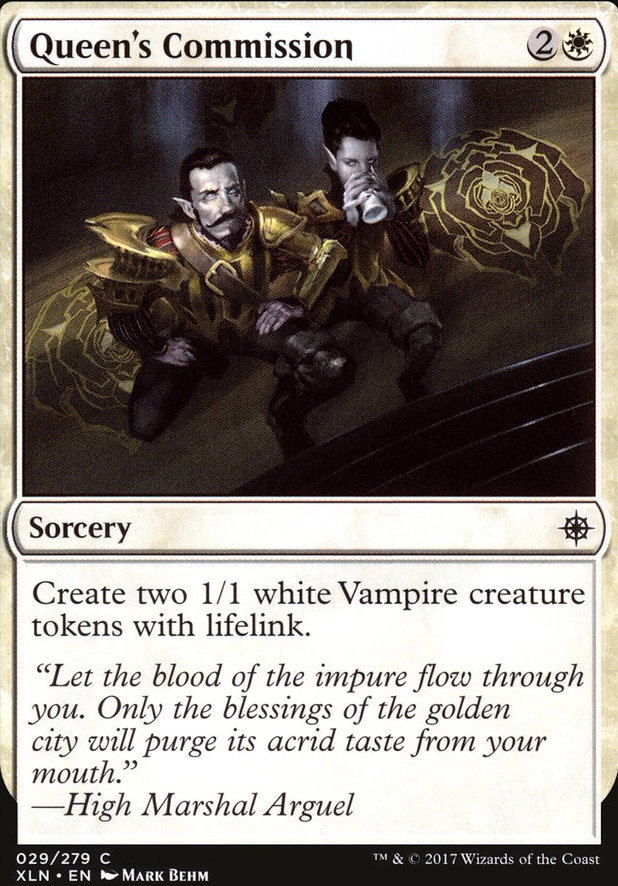 Queen's Commission 2
Sorcery
Create two 1/1 white Vampire creature
tokens with lifelink.
“Let the blood of the impure flow through
you. Only the blessings of the golden
city will purge its acrid taste from your
mouth.”
—High Marshal Arguel
029/279 C
XLN • EN Mark Behm
™ & © 2017 Wizards of the Coast